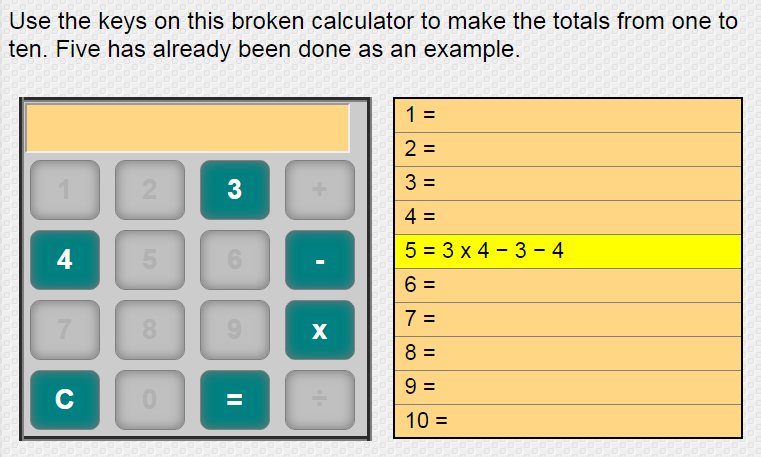 Use the keys on this broken calculator to make the totals from one to
ten. Five has already been done as an example.
1 2 3 +
4 5 6 -
7 8 9 x
C 0 = ÷
1 =
2 =
3 =
4 =
5 = 3 x 4 − 3 − 4
6 =
7 =
8 =
9 =
10 =